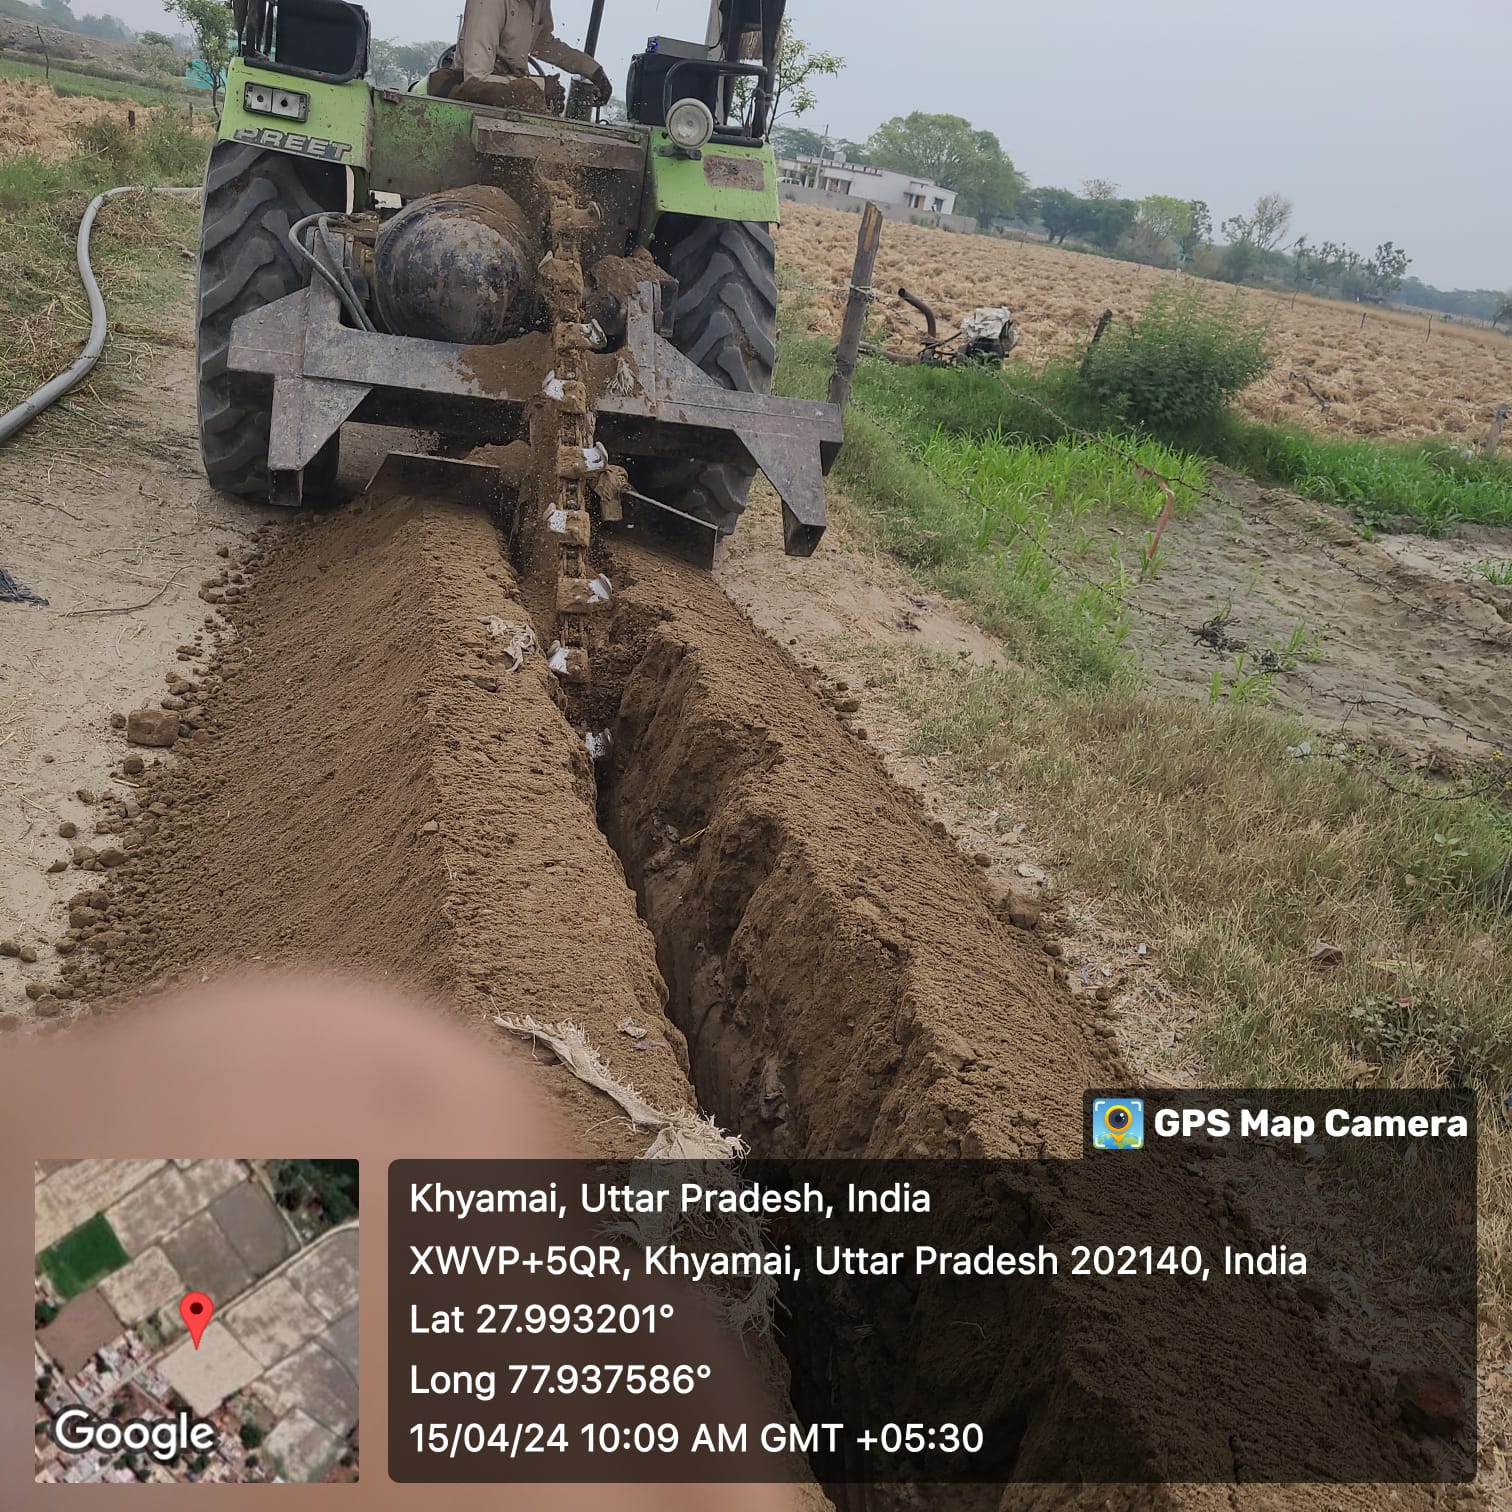 PREET
GPS Map Camera
Khyamai, Uttar Pradesh, India
XWVP+5QR, Khyamai, Uttar Pradesh 202140, India
Lat 27.993201°
Long 77.937586°
15/04/24 10:09 AM GMT +05:30
Google